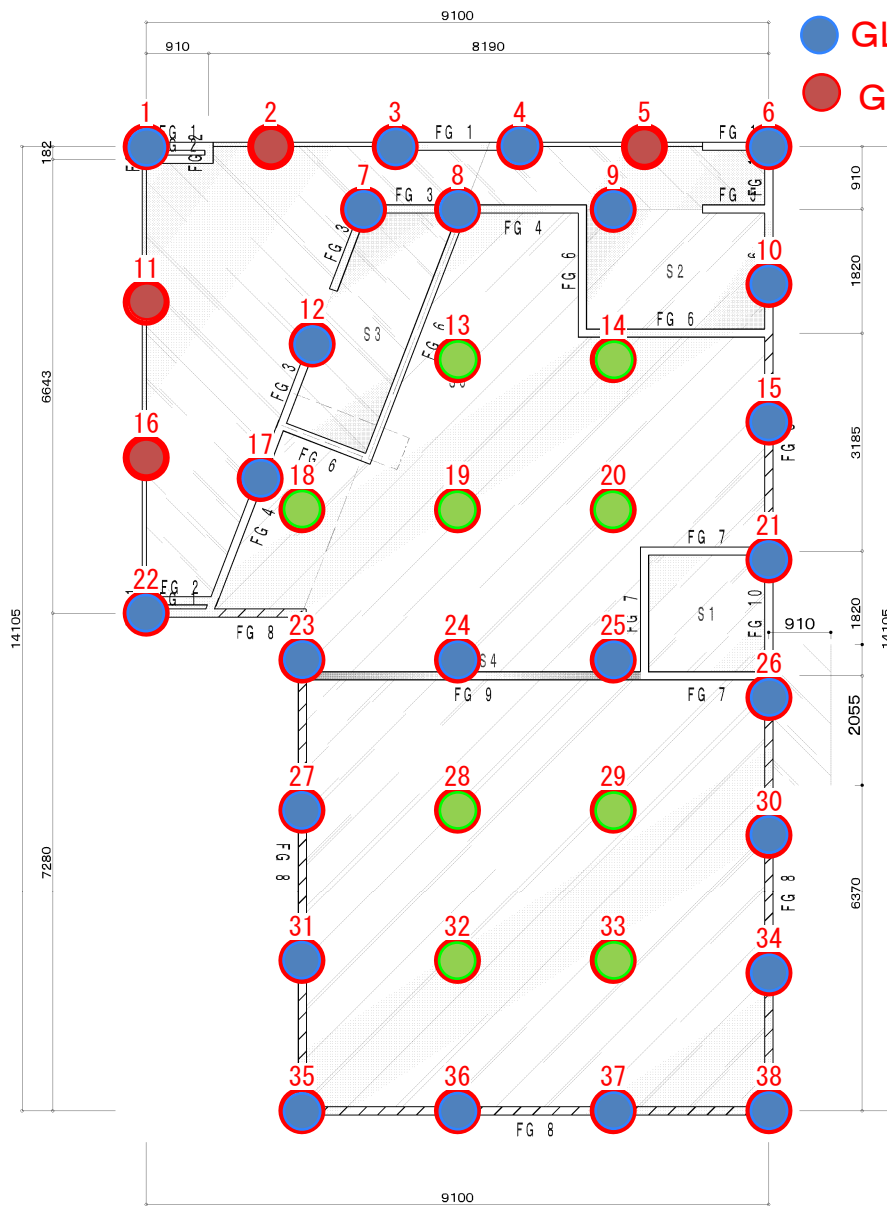 9100
910
8190
GL
G
1
2
3
4
5
6
FG 1
FG 1
FG 1
FG 2
182
910
7
8
9
FG 3
FG 4
FG 3
FG 6
S2
10
1820
11
12
13
14
FG 6
S3
FG 6
FG 3
15
6643
3185
16
17
18
19
20
FG 6
FG 4
FG 7
21
22
FG 2
FG 8
FG 7
S1
FG 10
910
1820
14105
14105
23
24
25
26
S4
FG 9
FG 7
2055
27
28
29
30
FG 8
FG 8
7280
6370
31
32
33
34
35
36
37
38
FG 8
9100